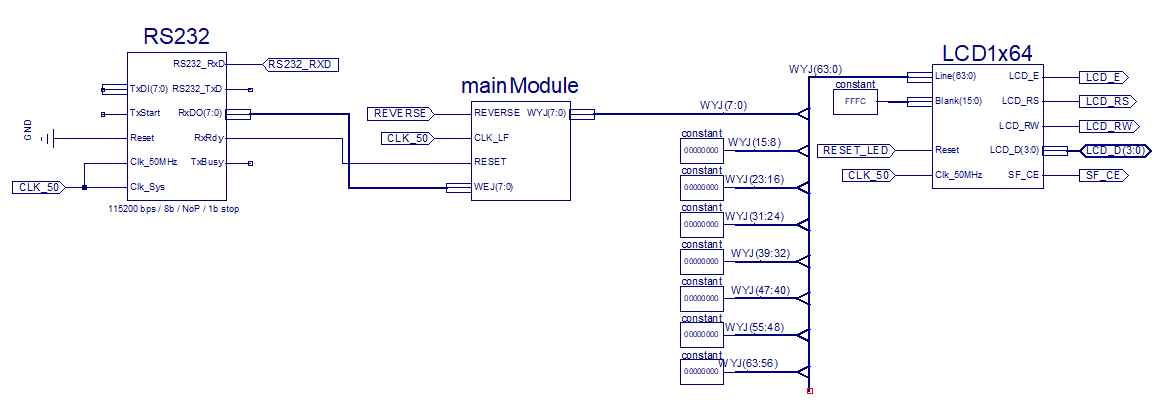 RS232
RS232_RxD
RS232_RXD
TxDI(7:0)
RS232_TxD
TxStart
RxDO(7:0)
GND
Reset
RxRdy
Clk_50MHz
TxBusy
CLK_50
Clk_Sys
115200 bps / 8b / NoP / 1b stop
mainModule
REVERSE
REVERSE
WYJ(7:0)
CLK_50
CLK_LF
RESET
WEJ(7:0)
WYJ(63:0)
WYJ(7:0)
constant
00000000
WYJ(15:8)
constant
00000000
WYJ(23:16)
constant
00000000
WYJ(31:24)
constant
00000000
WYJ(39:32)
constant
00000000
WYJ(47:40)
constant
00000000
WYJ(55:48)
constant
00000000
WYJ(63:56)
LCD1x64
Line(63:0)
LCD_E
LCD_E
constant
FFFC
Blank(15:0)
LCD_RS
LCD_RS
LCD_RW
LCD_RW
RESET_LED
Reset
LCD_D(3:0)
LCD_D(3:0)
CLK_50
Clk_50MHz
SF_CE
SF_CE